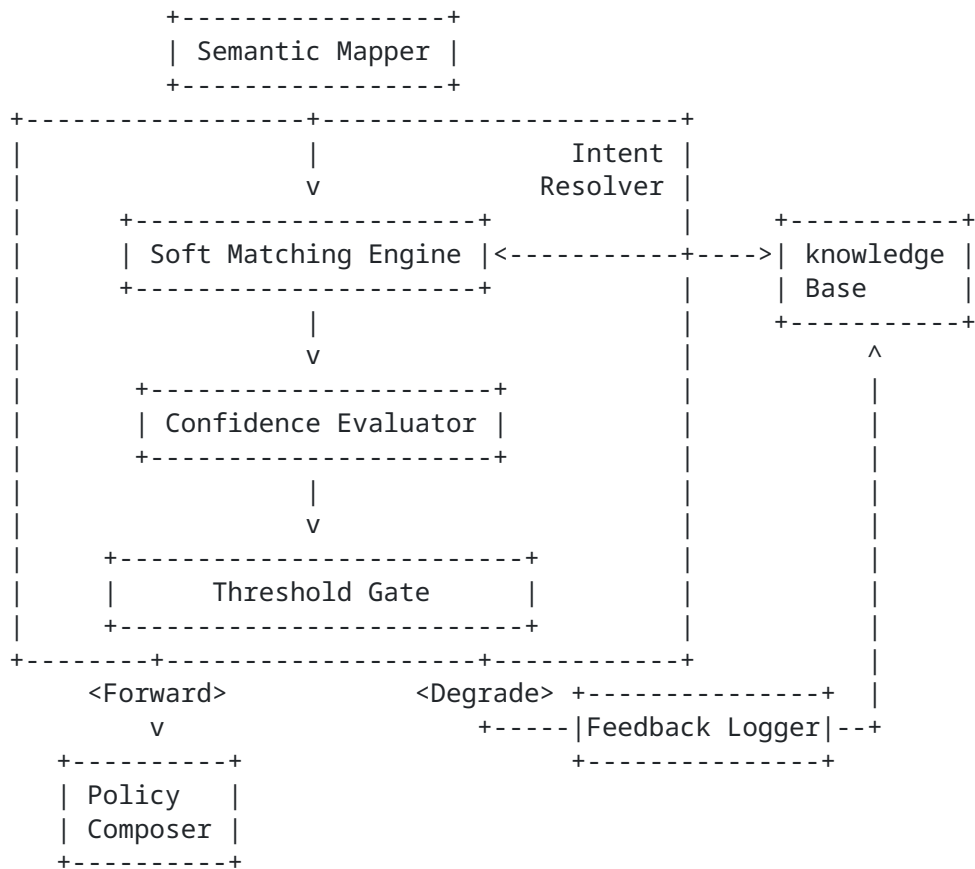 Semantic Mapper
Intent
Resolver
Soft Matching Engine
knowledge
Base
Confidence Evaluator
Threshold Gate
<Forward>
<Degrade>
Feedback Logger
Policy
Composer